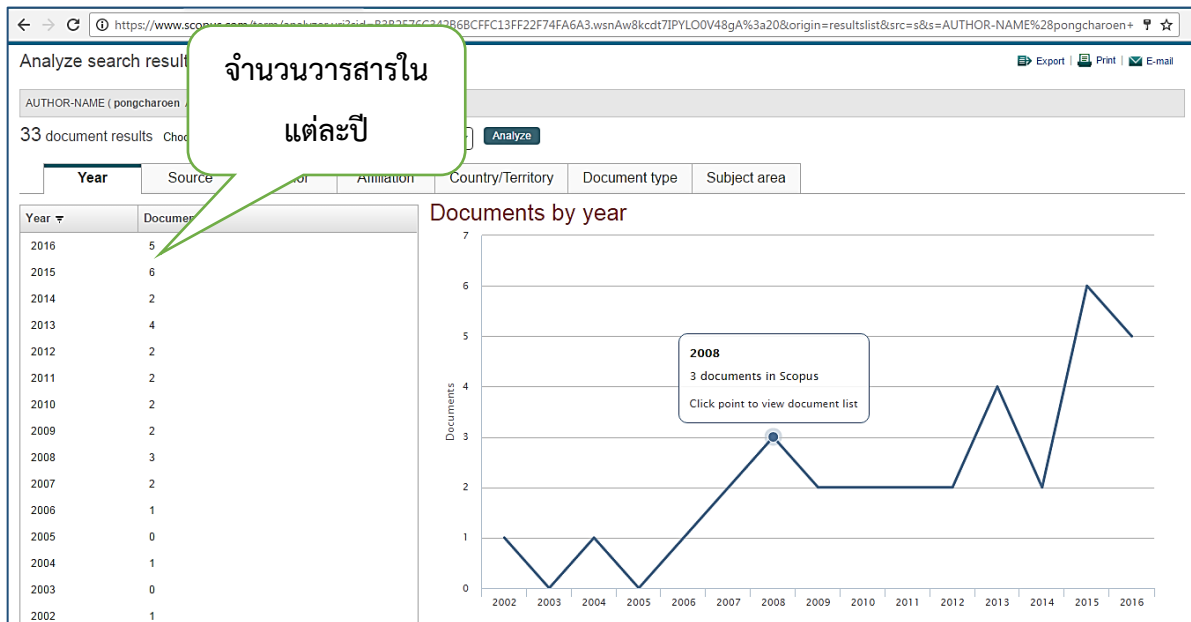 https://www.scopus.com/term/analyzer.uri?sid=B3B2F76C342B6BCFFC13FF22F74FA6A3.wsnAw8kcdt7IPYLO0V48gA%3a20&origin=resultslist&src=s&s=AUTHOR-NAME%28pongcharoen+
Analyze search
Export | Print | E-mail
จำนวนวารสารใน
แต่ละปี
AUTHOR-NAME ( pongcharoen
33 document results
Analyze
Year Source Affiliation Country/Territory Document type Subject area
Year
2016 5
2015 6
2014 2
2013 4
2012 2
2011 2
2010 2
2009 2
2008 3
2007 2
2006 1
2005 0
2004 1
2003 0
2002 1
Documents by year
7
6
5
4
3
2
1
0
Documents
2008
3 documents in Scopus
Click point to view document list
2002 2003 2004 2005 2006 2007 2008 2009 2010 2011 2012 2013 2014 2015 2016